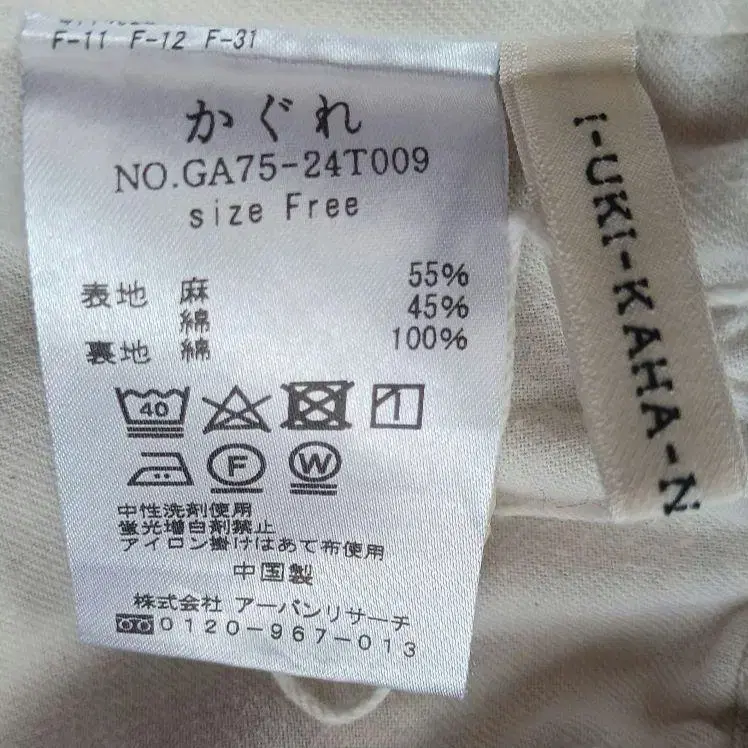 F-11 F-12 F-31
かぐれ
NO.GA75-24T009
size Free
表地 麻 55%
綿 45%
裏地 綿 100%
40
F W
中性洗剤使用
蛍光増白剤禁止
アイロン掛けはあて布使用
中国製
株式会社 アーバンリサーチ
0120-967-013
I-UKI-KAHA-N